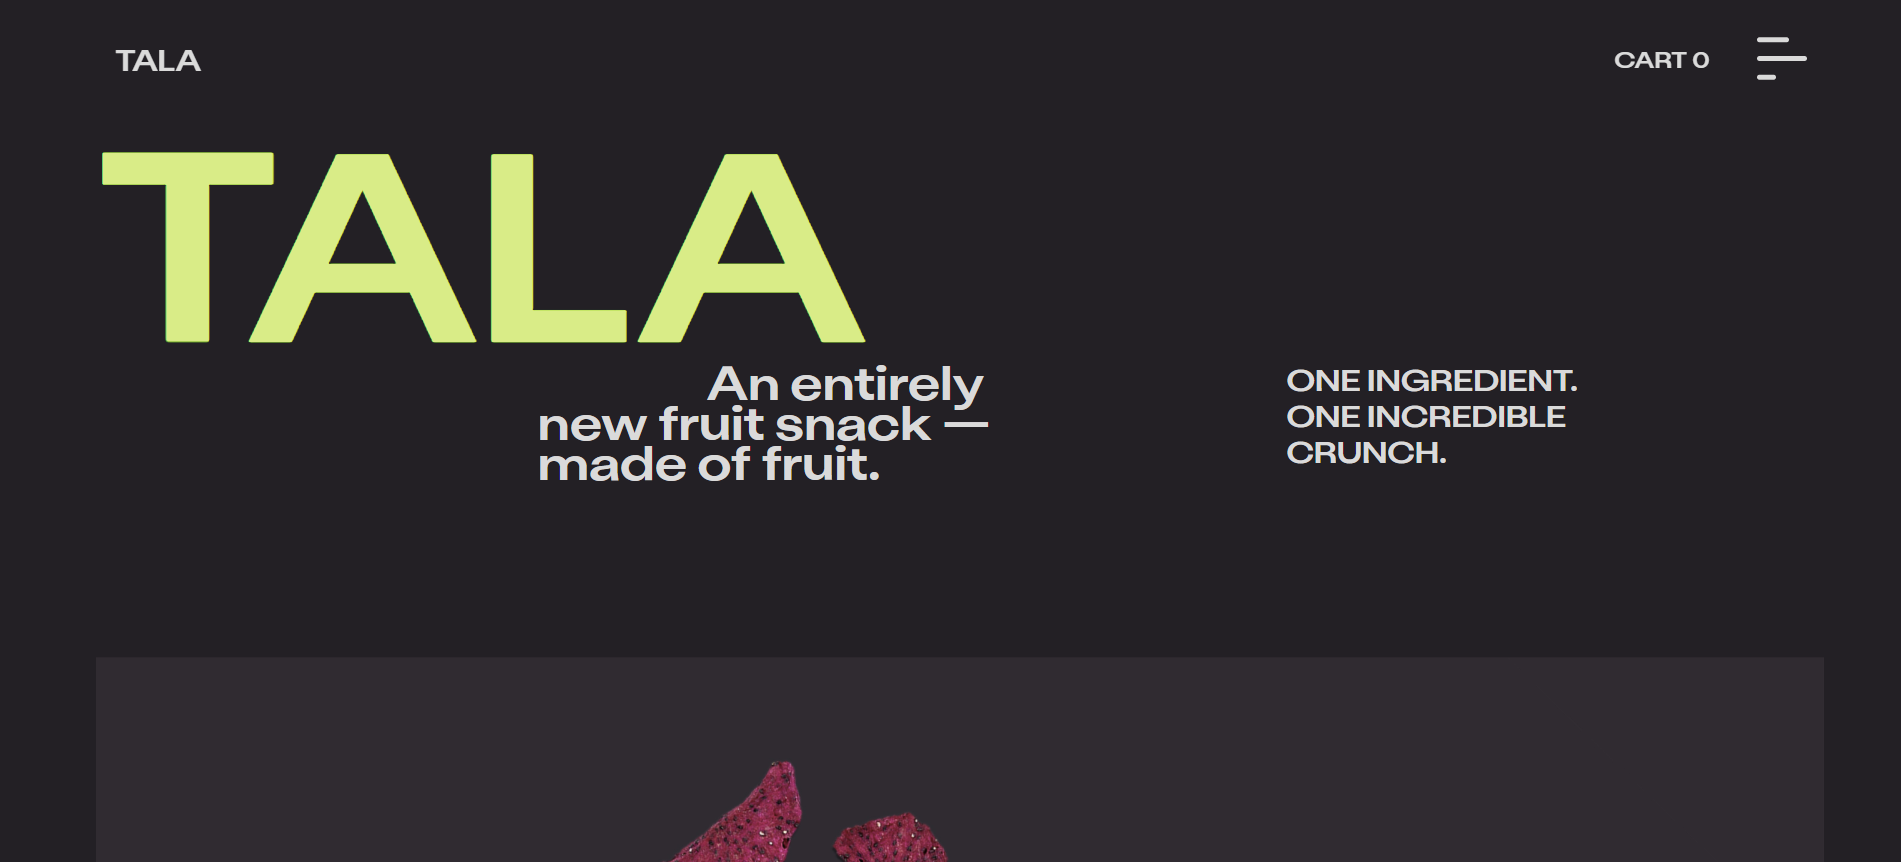 TALA
CART 0
TALA
An entirely
new fruit snack —
made of fruit.
ONE INGREDIENT.
ONE INCREDIBLE
CRUNCH.